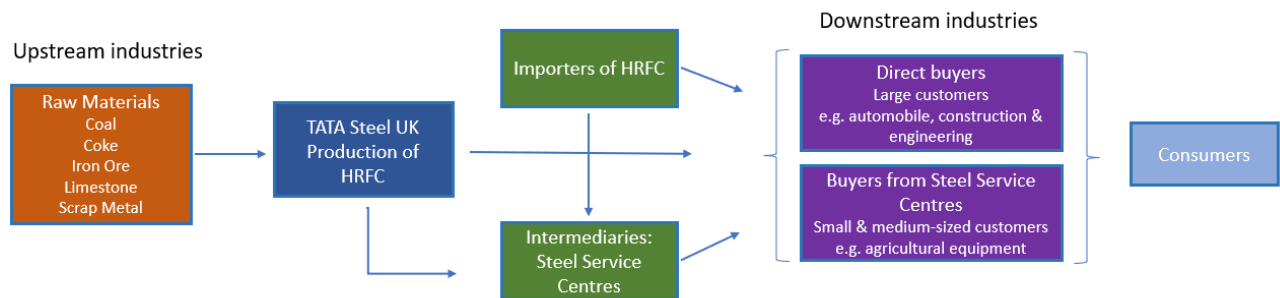 Upstream industries
Raw Materials
Coal
Coke
Iron Ore
Limestone
Scrap Metal
TATA Steel UK
Production of
HRFC
Importers of HRFC
Intermediaries:
Steel Service
Centres
Downstream industries
Direct buyers
Large customers
e.g. automobile, construction &
engineering
Buyers from Steel Service
Centres
Small & medium-sized customers
e.g. agricultural equipment
Consumers